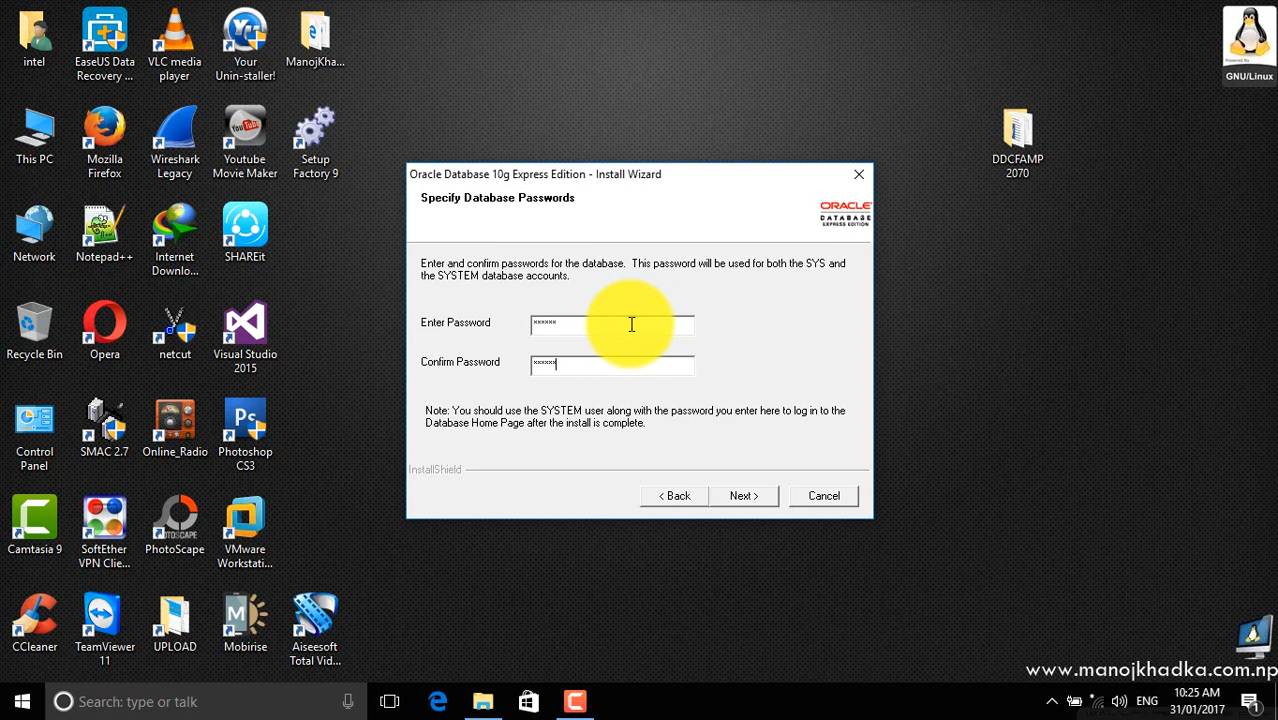 intel
EaseUS Data
Recovery ...
VLC media
player
Your
Unin-staller!
ManojKha...
Powered by
GNU/Linux
This PC
Mozilla
Firefox
Wireshark
Legacy
Youtube
Movie Maker
Setup
Factory 9
DDCFAMP
2070
Network
Notepad++
Internet
Downlo...
SHAREit
Recycle Bin
Opera
netcut
Visual Studio
2015
Control
Panel
SMAC 2.7
Online_Radio
Photoshop
CS3
Camtasia 9
SoftEther
VPN Clie...
PhotoScape
VMware
Workstati...
CCleaner
TeamViewer
11
UPLOAD
Mobirise
Aiseesoft
Total Vid...
Oracle Database 10g Express Edition - Install Wizard
Specify Database Passwords
ORACLE
DATABASE
EXPRESS EDITION
Enter and confirm passwords for the database. This password will be used for both the SYS and
the SYSTEM database accounts.
Enter Password ******
Confirm Password ******
Note: You should use the SYSTEM user along with the password you enter here to log in to the
Database Home Page after the install is complete.
InstallShield
< Back
Next >
Cancel
www.manojkhadka.com.np
Search: type or talk
ENG
10:25 AM
31/01/2017
1